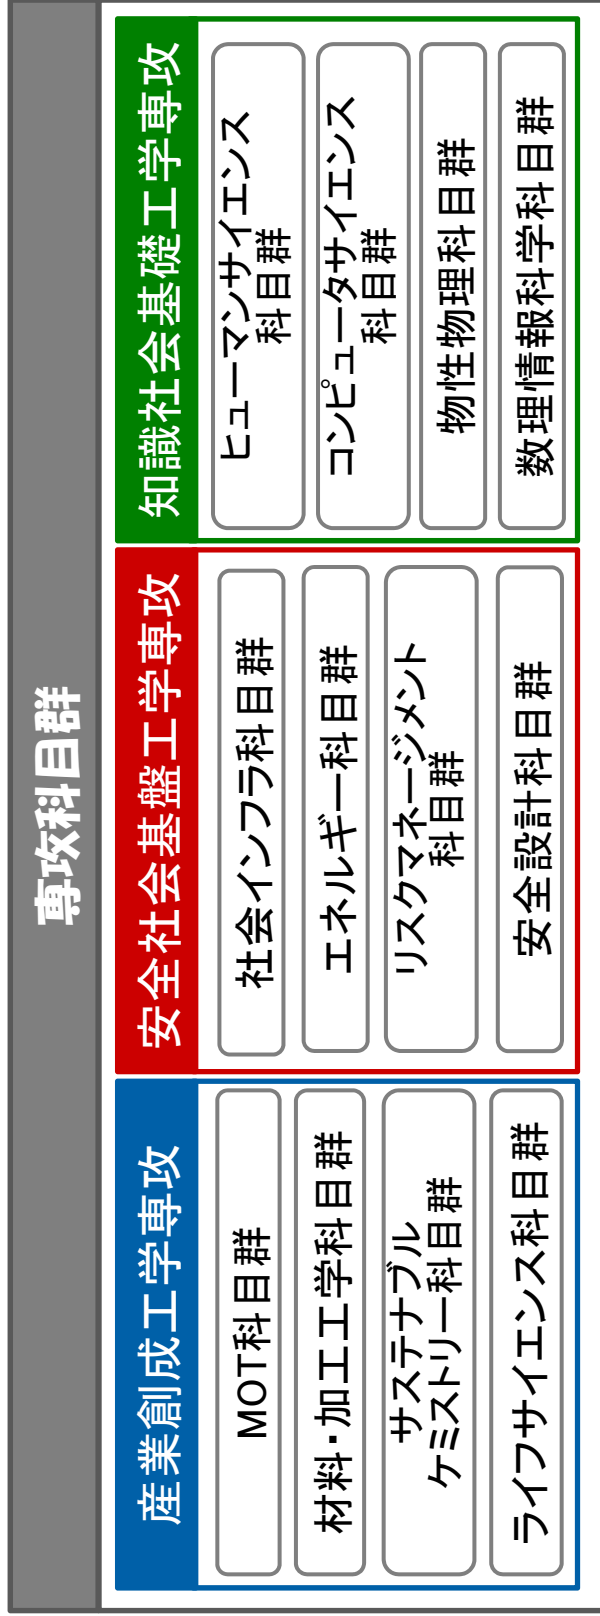 専攻科目群
産業創成工学専攻
MOT科目群
材料・加工工学科目群
サステナブル
ケミストリー科目群
ライフサイエンス科目群
安全社会基盤工学専攻
社会インフラ科目群
エネルギー科目群
リスクマネージメント
科目群
安全設計科目群
知識社会基礎工学専攻
ヒューマンサイエンス
科目群
コンピュータサイエンス
科目群
物性物理科目群
数理情報科学科目群